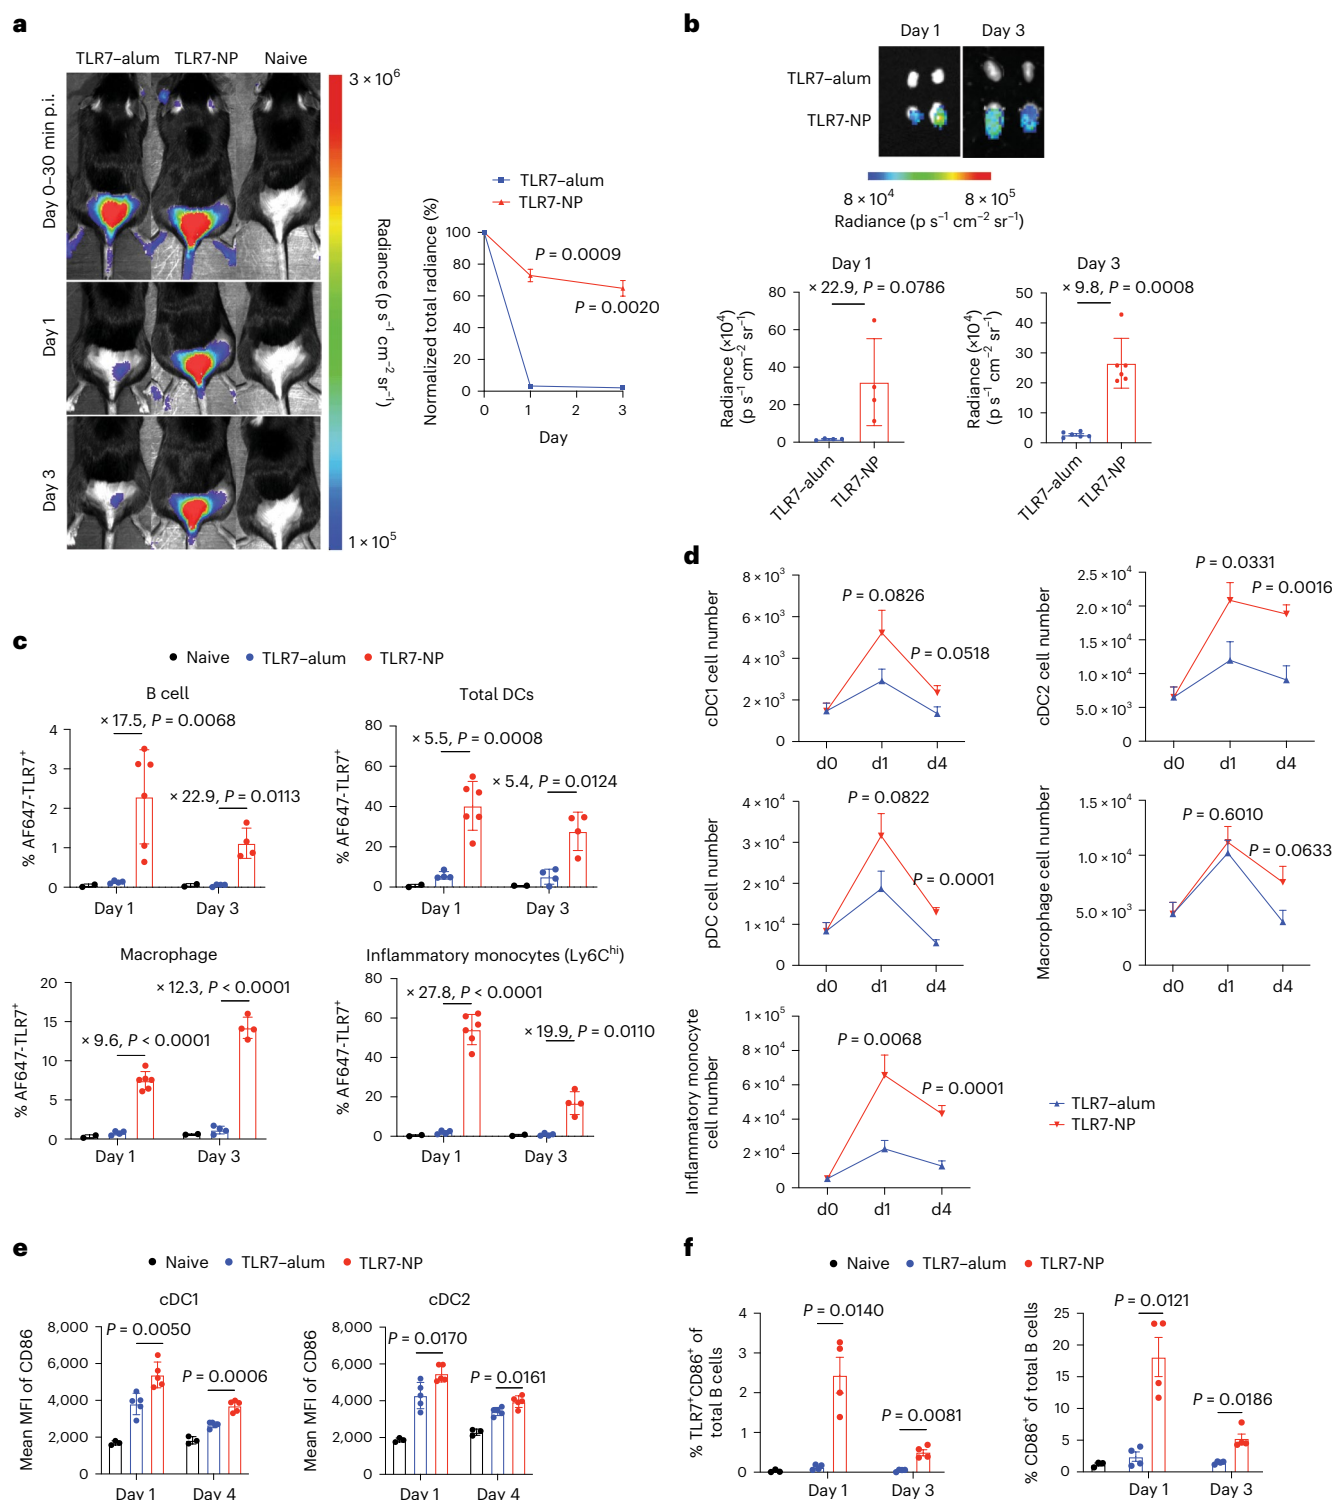 a
TLR7–alum TLR7-NP Naive
Day 0–30 min p.i.
Day 1
Day 3
3 × 10⁶
1 × 10⁵
Radiance (p s⁻¹ cm⁻² sr⁻¹)
TLR7–alum
TLR7-NP
Normalized total radiance (%)
100
80
60
40
20
0
P = 0.0009
P = 0.0020
0 1 2 3
Day
b
Day 1 Day 3
TLR7–alum
TLR7-NP
8 × 10⁴ 8 × 10⁵
Radiance (p s⁻¹ cm⁻² sr⁻¹)
Day 1
× 22.9, P = 0.0786
Radiance (×10⁴)
(p s⁻¹ cm⁻² sr⁻¹)
80
60
40
20
0
TLR7–alum
TLR7-NP
Day 3
× 9.8, P = 0.0008
Radiance (×10⁴)
(p s⁻¹ cm⁻² sr⁻¹)
50
40
30
20
10
0
TLR7–alum
TLR7-NP
c
Naive TLR7–alum TLR7-NP
B cell
× 17.5, P = 0.0068
× 22.9, P = 0.0113
% AF647-TLR7⁺
4
3
2
1
0
Day 1 Day 3
Total DCs
× 5.5, P = 0.0008
× 5.4, P = 0.0124
% AF647-TLR7⁺
80
60
40
20
0
Day 1 Day 3
Macrophage
× 12.3, P < 0.0001
× 9.6, P < 0.0001
% AF647-TLR7⁺
20
15
10
5
0
Day 1 Day 3
Inflammatory monocytes (Ly6Cʰⁱ)
× 27.8, P < 0.0001
× 19.9, P = 0.0110
% AF647-TLR7⁺
80
60
40
20
0
Day 1 Day 3
d
cDC1 cell number
8 × 10³
6 × 10³
4 × 10³
2 × 10³
0
P = 0.0826
P = 0.0518
d0 d1 d4
cDC2 cell number
2.5 × 10⁴
2.0 × 10⁴
1.5 × 10⁴
1.0 × 10⁴
5.0 × 10³
0
P = 0.0331
P = 0.0016
d0 d1 d4
pDC cell number
4 × 10⁴
3 × 10⁴
2 × 10⁴
1 × 10⁴
0
P = 0.0822
P = 0.0001
d0 d1 d4
Macrophage cell number
1.5 × 10⁴
1.0 × 10⁴
5.0 × 10³
0
P = 0.6010
P = 0.0633
d0 d1 d4
Inflammatory monocyte
cell number
1 × 10⁵
8 × 10⁴
6 × 10⁴
4 × 10⁴
2 × 10⁴
0
P = 0.0068
P = 0.0001
d0 d1 d4
TLR7–alum
TLR7-NP
e
Naive TLR7–alum TLR7-NP
cDC1
P = 0.0050
P = 0.0006
Mean MFI of CD86
8,000
6,000
4,000
2,000
0
Day 1 Day 4
cDC2
P = 0.0170
P = 0.0161
Mean MFI of CD86
8,000
6,000
4,000
2,000
0
Day 1 Day 4
f
Naive TLR7–alum TLR7-NP
% TLR7⁺CD86⁺ of
total B cells
4
3
2
1
0
P = 0.0140
P = 0.0081
Day 1 Day 3
% CD86⁺ of total B cells
25
20
15
10
5
0
P = 0.0121
P = 0.0186
Day 1 Day 3